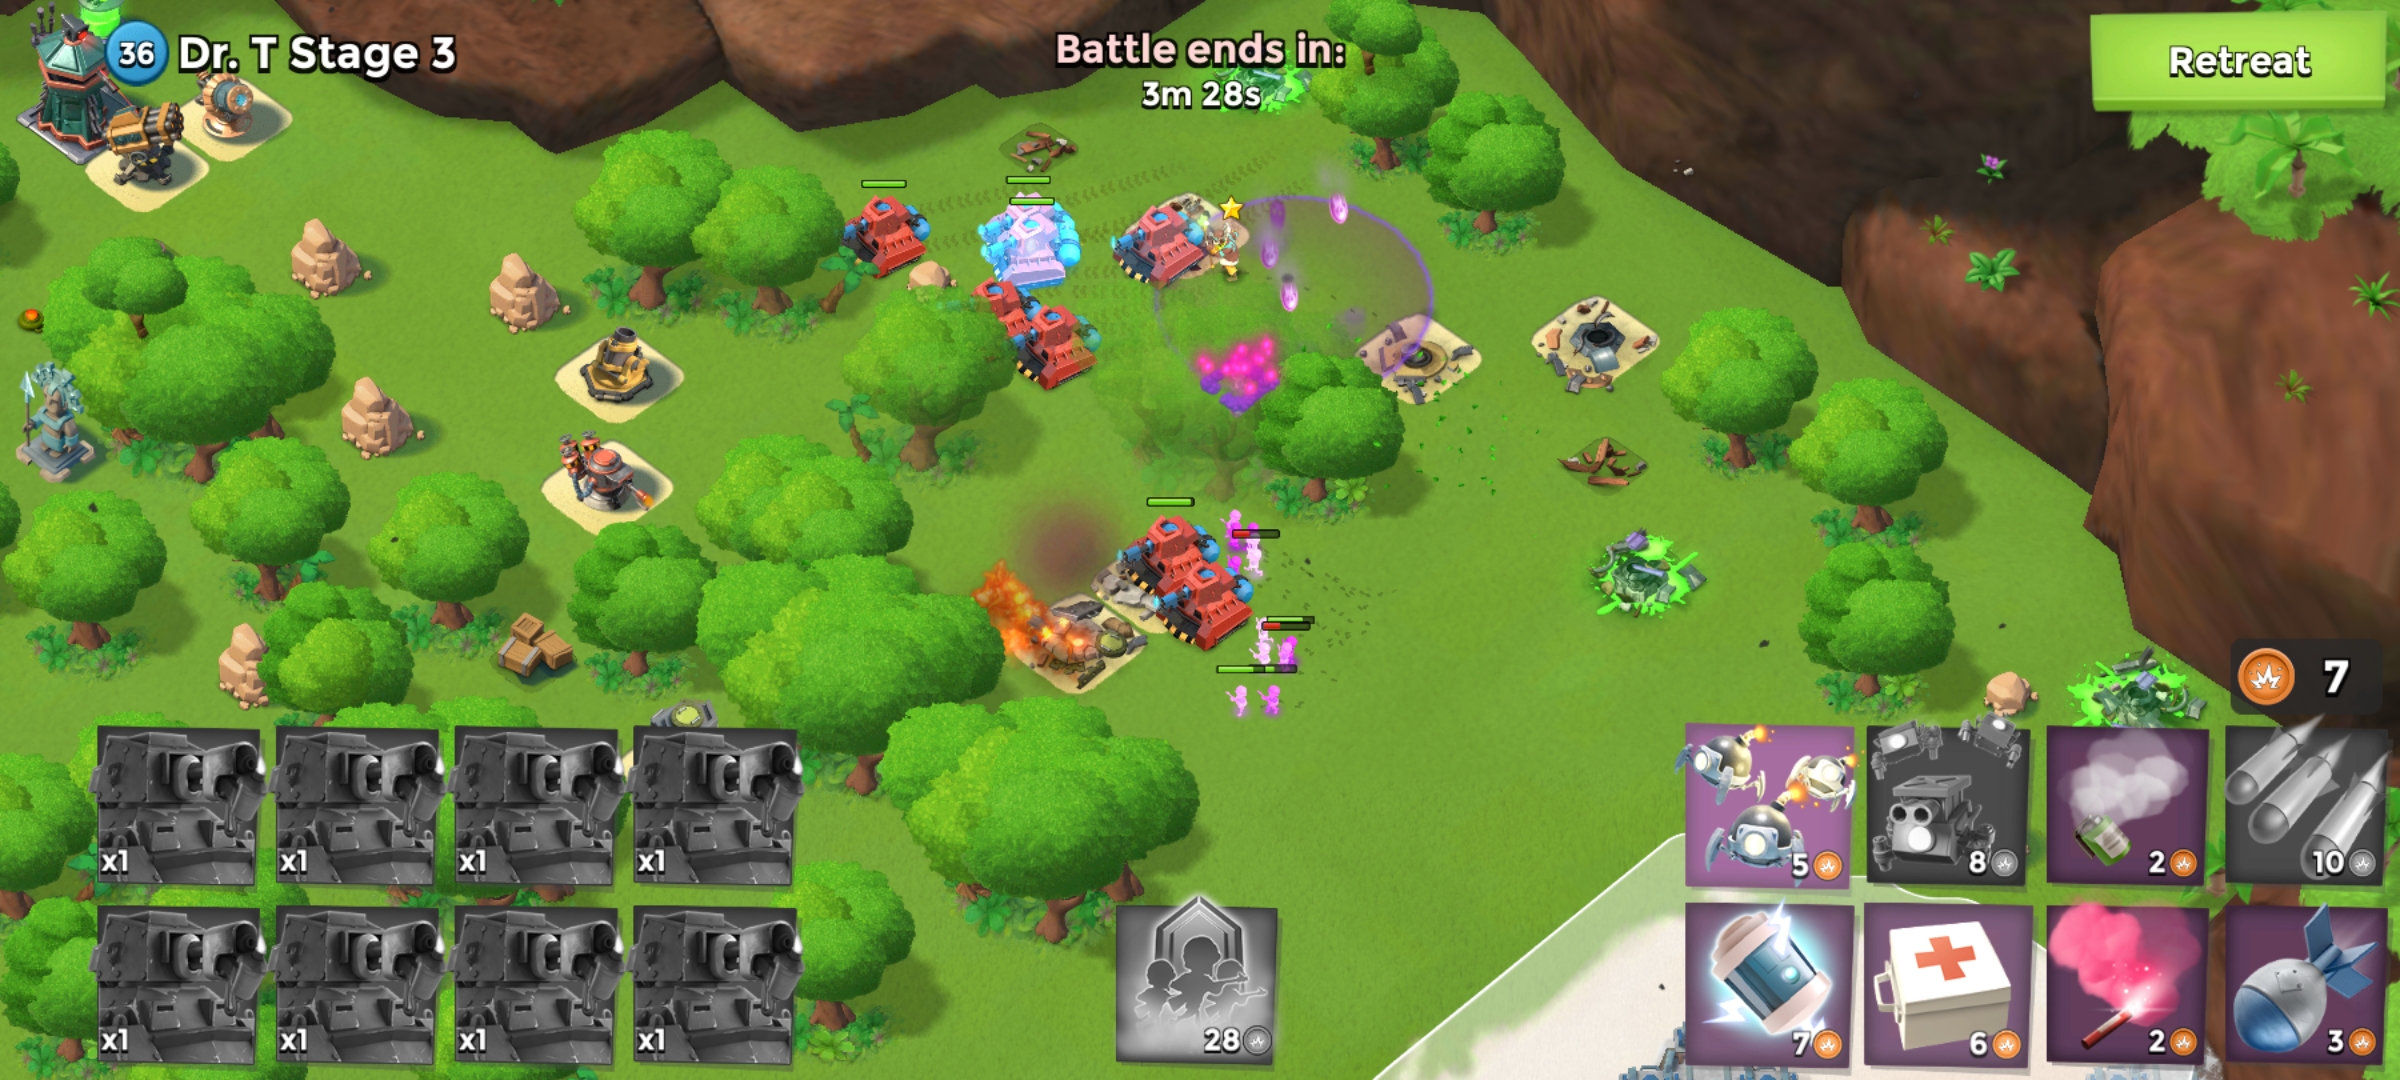 36 Dr. T Stage 3
Battle ends in:
3m 28s
Retreat
7
x1 x1 x1 x1
5 8 2 10
x1 x1 x1 x1
28
7 6 2 3